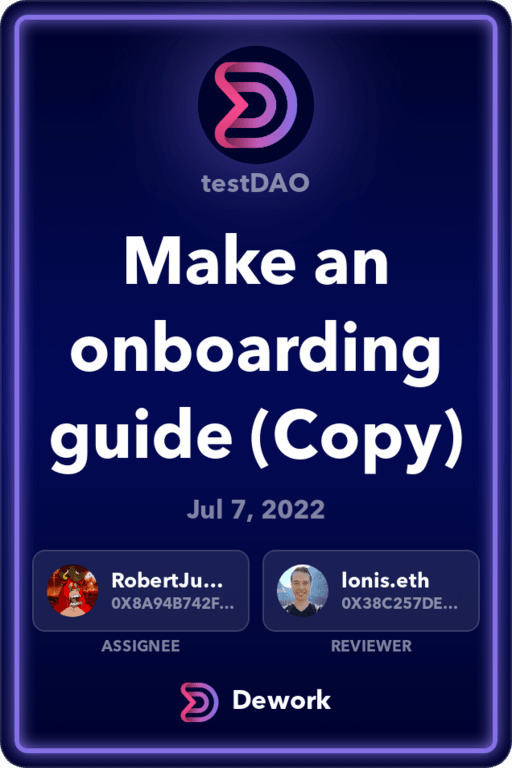 testDAO
Make an
onboarding
guide (Copy)
Jul 7, 2022
RobertJu...
0X8A94B742F...
ASSIGNEE
lonis.eth
0X38C257DE...
REVIEWER
Dework